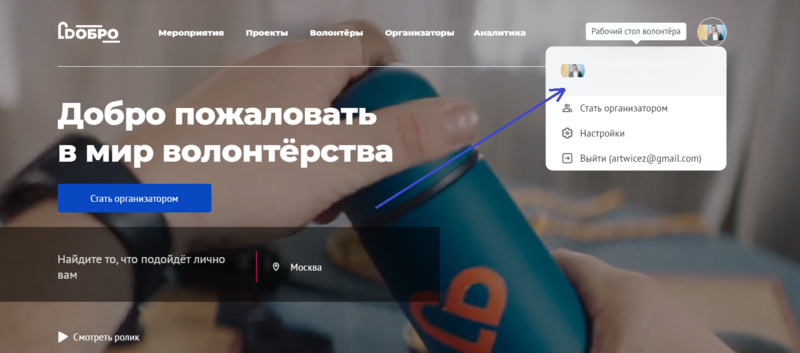 ДОБРО
Мероприятия Проекты Волонтёры Организаторы Аналитика
Рабочий стол волонтёра
Стать организатором
Настройки
Выйти (artwicez@gmail.com)
Добро пожаловать
в мир волонтёрства
Стать организатором
Найдите то, что подойдёт лично
вам
Москва
Смотреть ролик